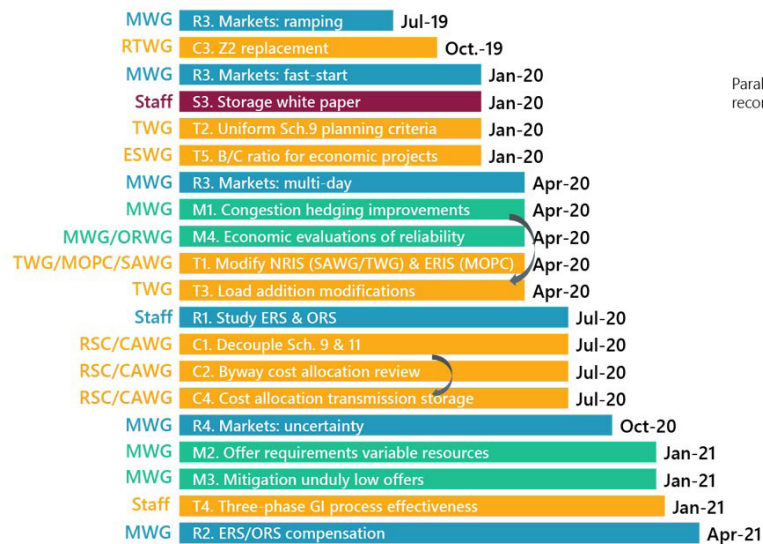 MWG R3. Markets: ramping Jul-19
RTWG C3. Z2 replacement Oct.-19
MWG R3. Markets: fast-start Jan-20
Staff S3. Storage white paper Jan-20
TWG T2. Uniform Sch.9 planning criteria Jan-20
ESWG T5. B/C ratio for economic projects Jan-20
MWG R3. Markets: multi-day Apr-20
MWG M1. Congestion hedging improvements Apr-20
MWG/ORWG M4. Economic evaluations of reliability Apr-20
TWG/MOPC/SAWG T1. Modify NRIS (SAWG/TWG) & ERIS (MOPC) Apr-20
TWG T3. Load addition modifications Apr-20
Staff R1. Study ERS & ORS Jul-20
RSC/CAWG C1. Decouple Sch. 9 & 11 Jul-20
RSC/CAWG C2. Byway cost allocation review Jul-20
RSC/CAWG C4. Cost allocation transmission storage Jul-20
MWG R4. Markets: uncertainty Oct-20
MWG M2. Offer requirements variable resources Jan-21
MWG M3. Mitigation unduly low offers Jan-21
Staff T4. Three-phase GI process effectiveness Jan-21
MWG R2. ERS/ORS compensation Apr-21